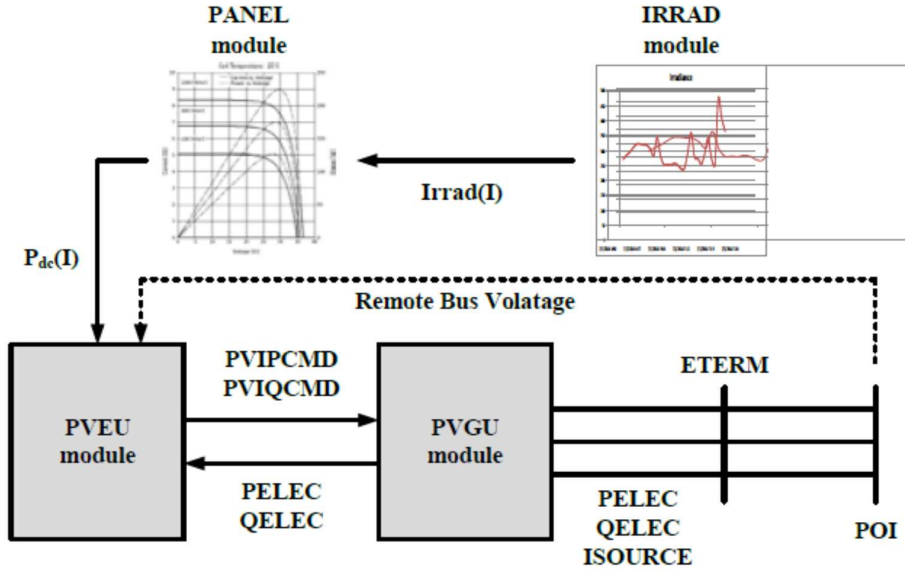 PANEL
module
IRRAD
module
Irrad(I)
P_dc(I)
Remote Bus Volatage
PVEU
module
PVIPCMD
PVIQCMD
PELEC
QELEC
PVGU
module
ETERM
PELEC
QELEC
ISOURCE
POI